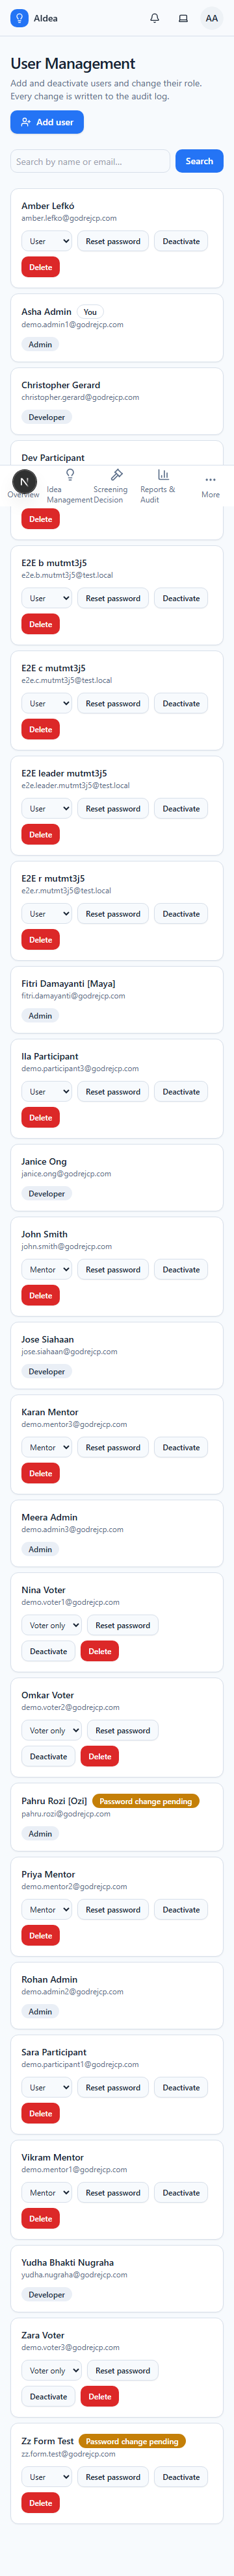 Aldea
AA
User Management
Add and deactivate users and change their role.
Every change is written to the audit log.
Add user
Search by name or email...
Search
Amber Lefkó
amber.lefko@godrejcp.com
User
Reset password
Deactivate
Delete
Asha Admin
You
demo.admin1@godrejcp.com
Admin
Christopher Gerard
christopher.gerard@godrejcp.com
Developer
Dev Participant
N
Overview
Idea
Management
Screening
Decision
Reports &
Audit
More
Delete
E2E b mutmt3j5
e2e.b.mutmt3j5@test.local
User
Reset password
Deactivate
Delete
E2E c mutmt3j5
e2e.c.mutmt3j5@test.local
User
Reset password
Deactivate
Delete
E2E leader mutmt3j5
e2e.leader.mutmt3j5@test.local
User
Reset password
Deactivate
Delete
E2E r mutmt3j5
e2e.r.mutmt3j5@test.local
User
Reset password
Deactivate
Delete
Fitri Damayanti [Maya]
fitri.damayanti@godrejcp.com
Admin
Ila Participant
demo.participant3@godrejcp.com
User
Reset password
Deactivate
Delete
Janice Ong
janice.ong@godrejcp.com
Developer
John Smith
john.smith@godrejcp.com
Mentor
Reset password
Deactivate
Delete
Jose Siahaan
jose.siahaan@godrejcp.com
Developer
Karan Mentor
demo.mentor3@godrejcp.com
Mentor
Reset password
Deactivate
Delete
Meera Admin
demo.admin3@godrejcp.com
Admin
Nina Voter
demo.voter1@godrejcp.com
Voter only
Reset password
Deactivate
Delete
Omkar Voter
demo.voter2@godrejcp.com
Voter only
Reset password
Deactivate
Delete
Pahru Rozi [Ozi]
Password change pending
pahru.rozi@godrejcp.com
Admin
Priya Mentor
demo.mentor2@godrejcp.com
Mentor
Reset password
Deactivate
Delete
Rohan Admin
demo.admin2@godrejcp.com
Admin
Sara Participant
demo.participant1@godrejcp.com
User
Reset password
Deactivate
Delete
Vikram Mentor
demo.mentor1@godrejcp.com
Mentor
Reset password
Deactivate
Delete
Yudha Bhakti Nugraha
yudha.nugraha@godrejcp.com
Developer
Zara Voter
demo.voter3@godrejcp.com
Voter only
Reset password
Deactivate
Delete
Zz Form Test
Password change pending
zz.form.test@godrejcp.com
User
Reset password
Deactivate
Delete